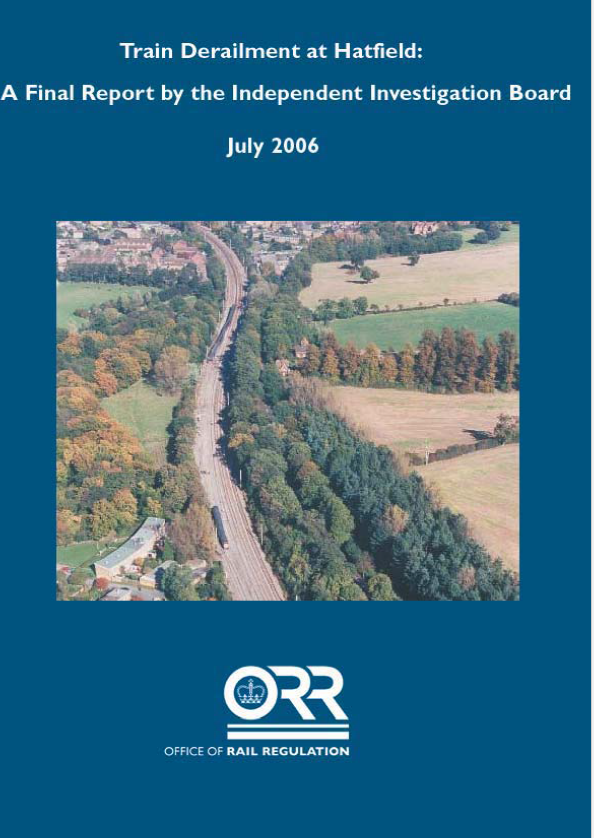 Train Derailment at Hatfield:
A Final Report by the Independent Investigation Board
July 2006
ORR
OFFICE OF RAIL REGULATION